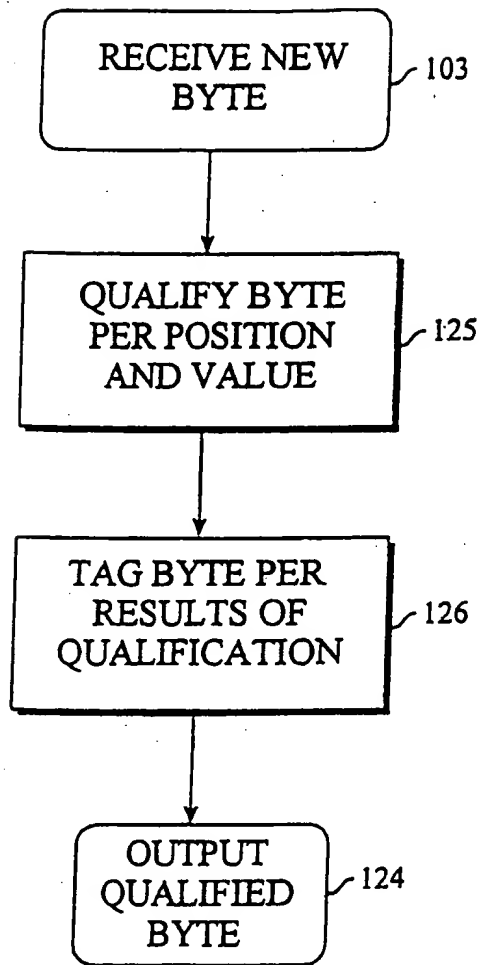 RECEIVE NEW
BYTE
103
QUALIFY BYTE
PER POSITION
AND VALUE
125
TAG BYTE PER
RESULTS OF
QUALIFICATION
126
OUTPUT
QUALIFIED
BYTE
124